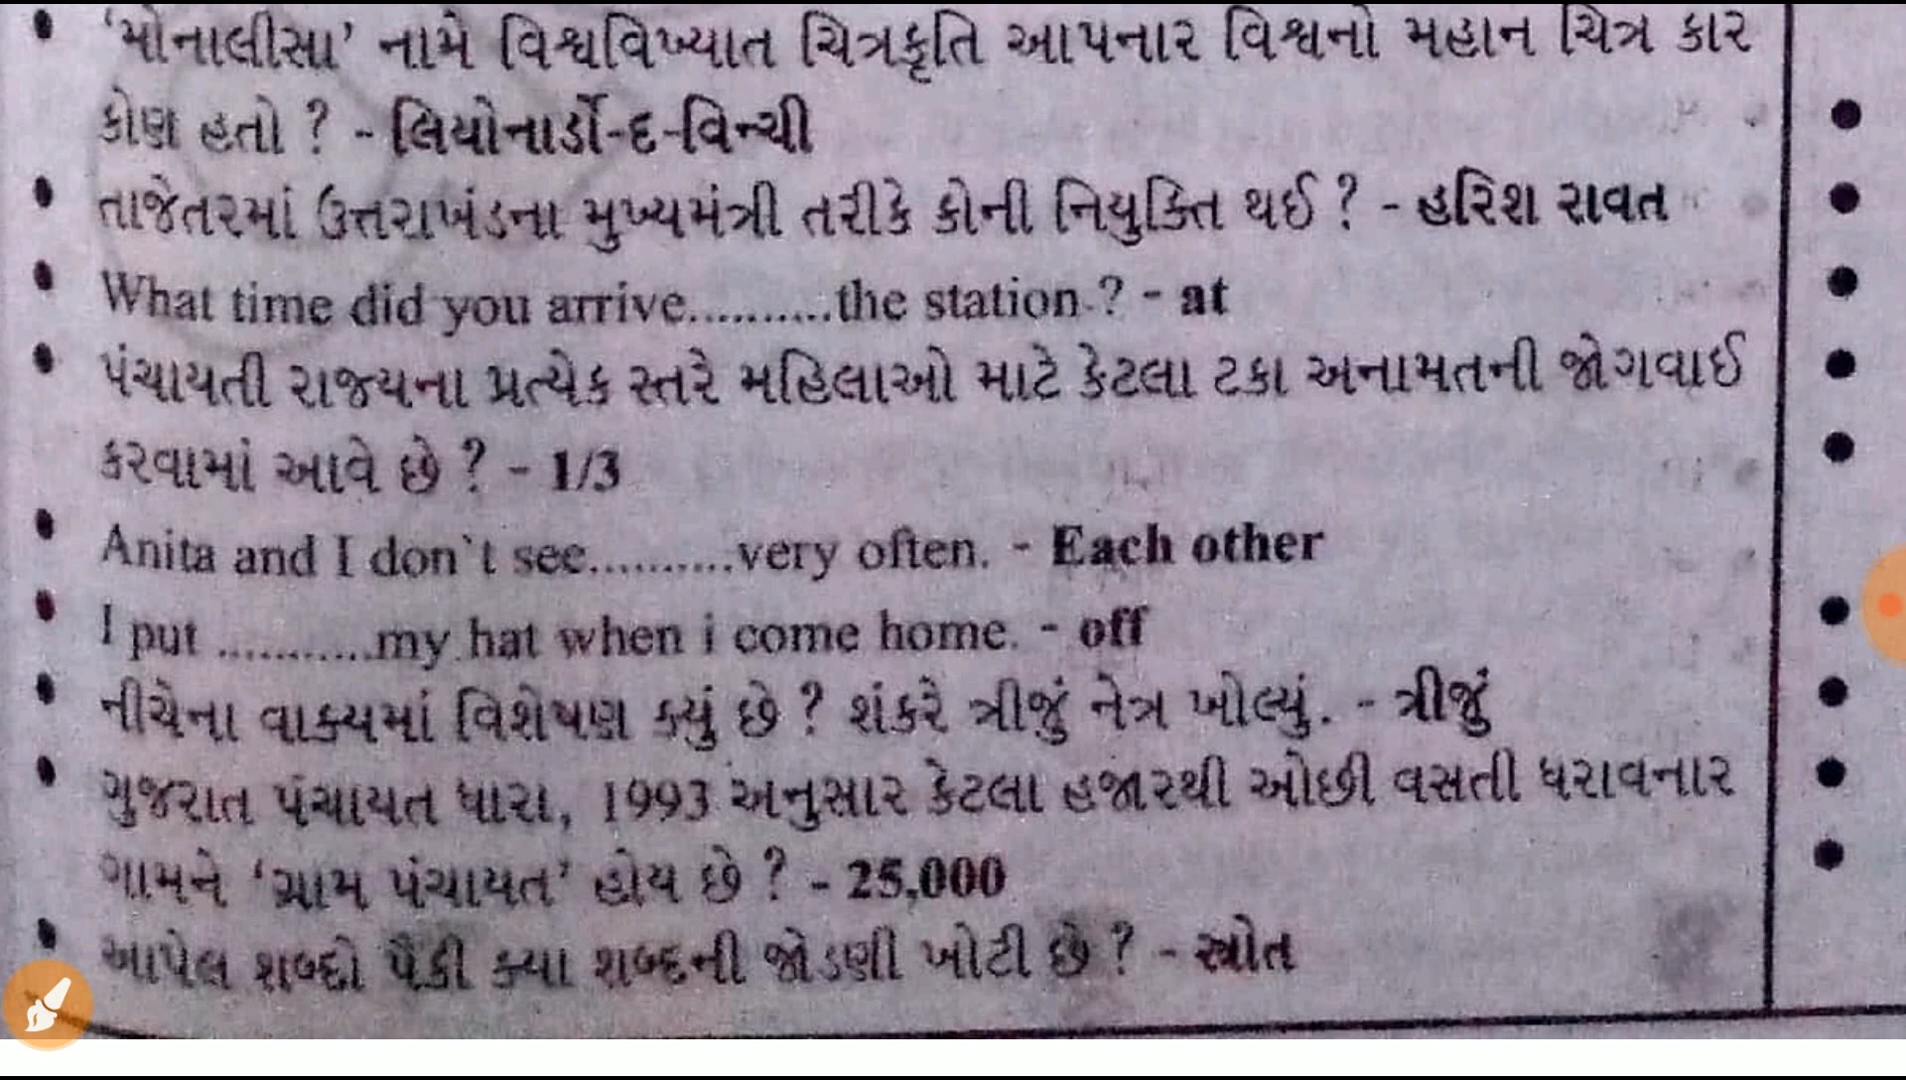 'મોનાલીસા' નામે વિશ્વવિખ્યાત ચિત્રકૃતિ આપનાર વિશ્વનો મહાન ચિત્ર કાર
કોણ હતો ? - લિયોનાર્ડો-દ-વિન્ચી
તાજેતરમાં ઉત્તરાખંડના મુખ્યમંત્રી તરીકે કોની નિયુક્તિ થઈ ? - હરિશ રાવત
What time did you arrive..........the station ? - at
પંચાયતી રાજ્યના પ્રત્યેક સ્તરે મહિલાઓ માટે કેટલા ટકા અનામતની જોગવાઈ
કરવામાં આવે છે ? - 1/3
Anita and I don`t see..........very often. - Each other
I put ...........my hat when i come home. - off
નીચેના વાક્યમાં વિશેષણ ક્યું છે ? શંકરે ત્રીજું નેત્ર ખોલ્યું. - ત્રીજું
ગુજરાત પંચાયત ધારા, 1993 અનુસાર કેટલા હજારથી ઓછી વસતી ધરાવનાર
ગામને 'ગ્રામ પંચાયત' હોય છે ? - 25,000
આપેલ શબ્દો પૈકી ક્યા શબ્દની જોડણી ખોટી છે ? - સ્રોત